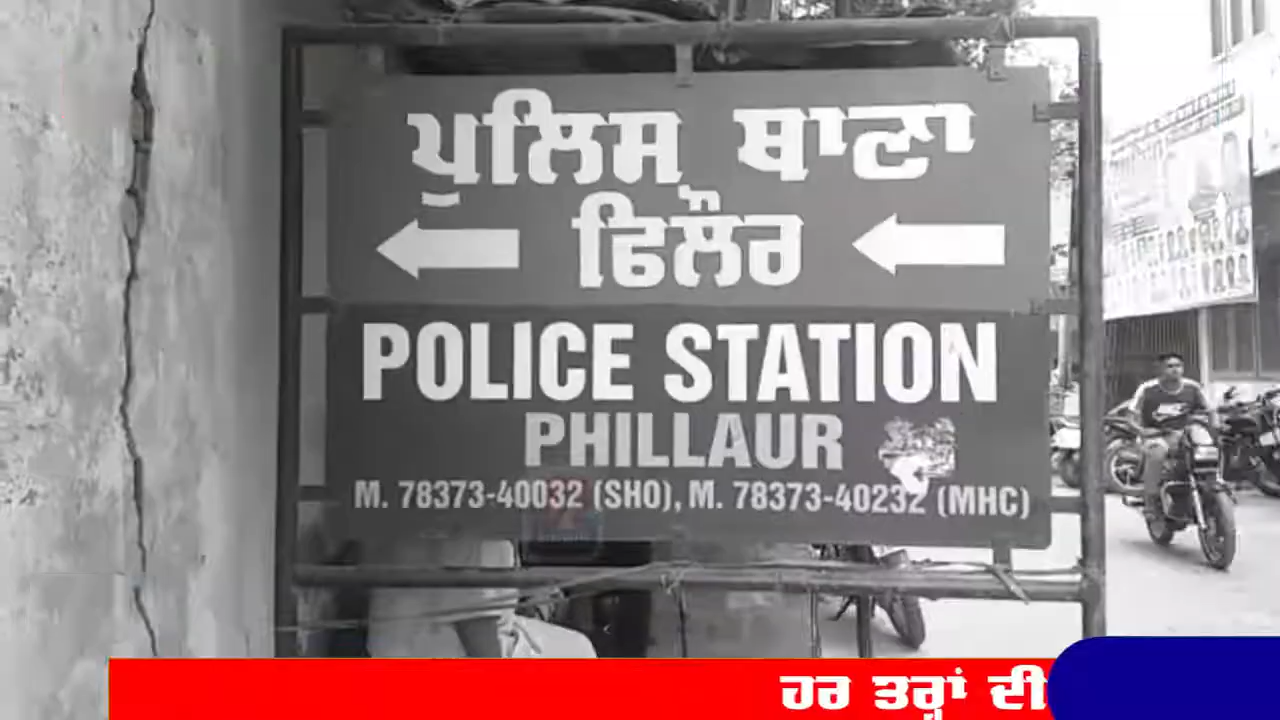 ਪੁਲਿਸ ਥਾਣਾ
ਫਿਲੌਰ
POLICE STATION
PHILLAUR
M. 78373-40032 (SHO), M. 78373-40232 (MHC)
ਹਰ ਤਰ੍ਹਾਂ ਦੀ